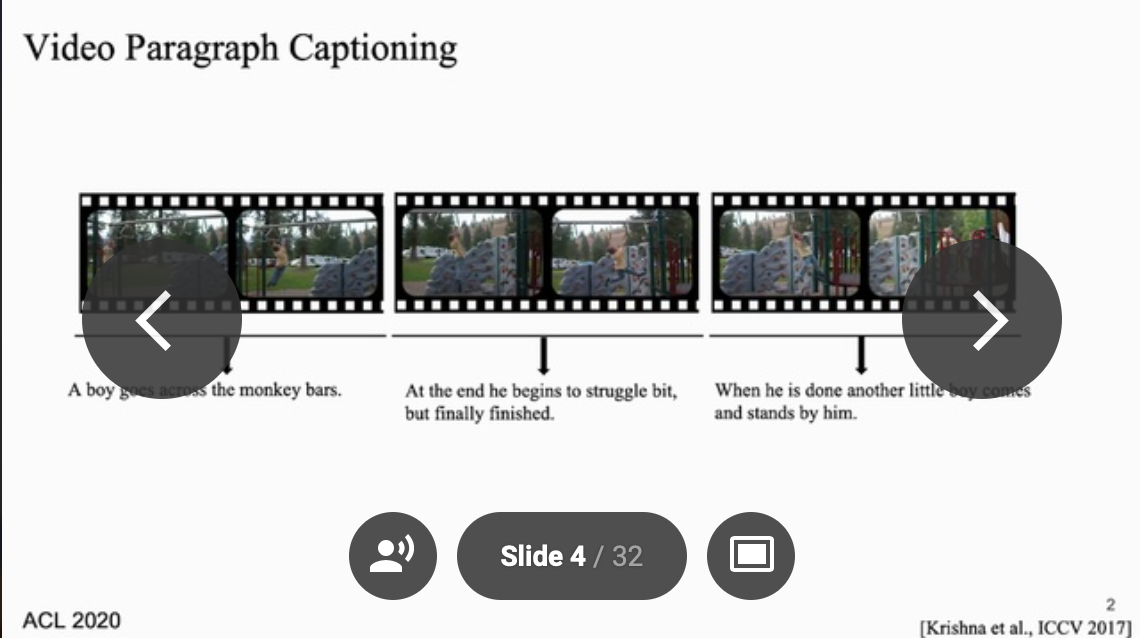 Video Paragraph Captioning
A boy goes across the monkey bars.
At the end he begins to struggle bit,
but finally finished.
When he is done another little boy comes
and stands by him.
Slide 4 / 32
2
ACL 2020
[Krishna et al., ICCV 2017]